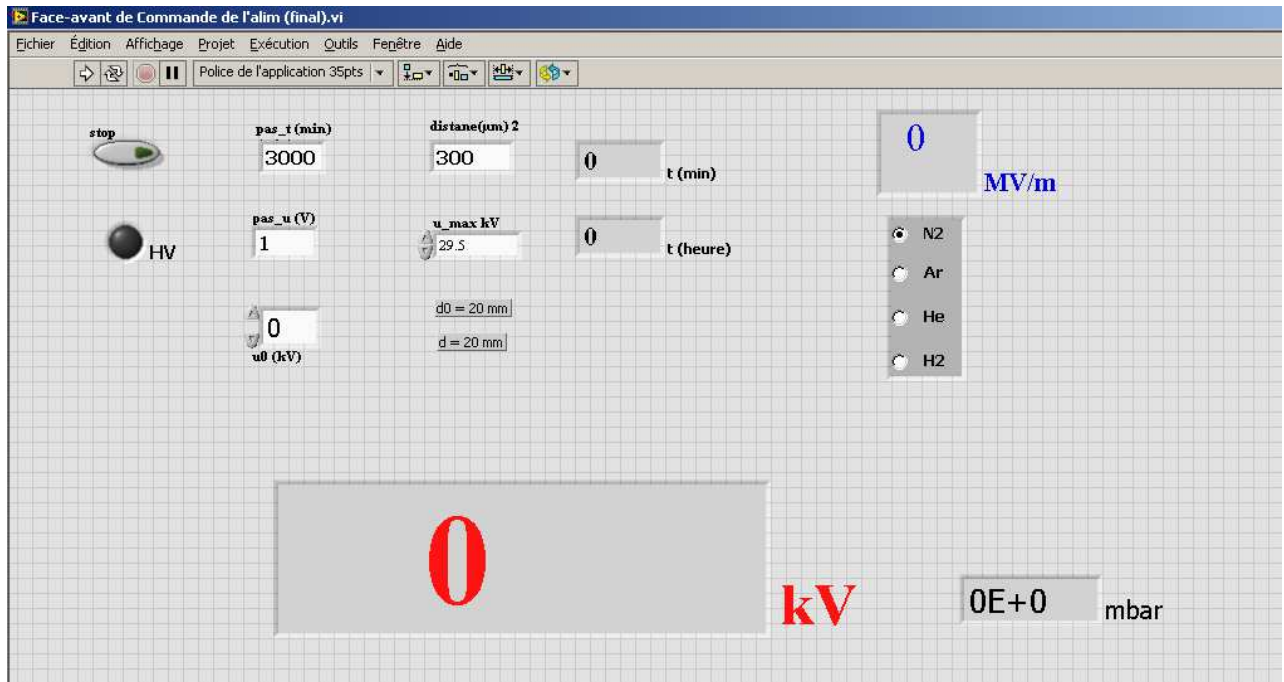 Face-avant de Commande de l'alim (final).vi
Fichier Édition Affichage Projet Exécution Outils Fenêtre Aide
Police de l'application 35pts
stop
pas_t (min)
3000
distane(µm) 2
300
0
t (min)
0
MV/m
HV
pas_u (V)
1
u_max kV
29.5
0
t (heure)
N2
Ar
He
H2
0
u0 (kV)
d0 = 20 mm
d = 20 mm
0
kV
0E+0
mbar